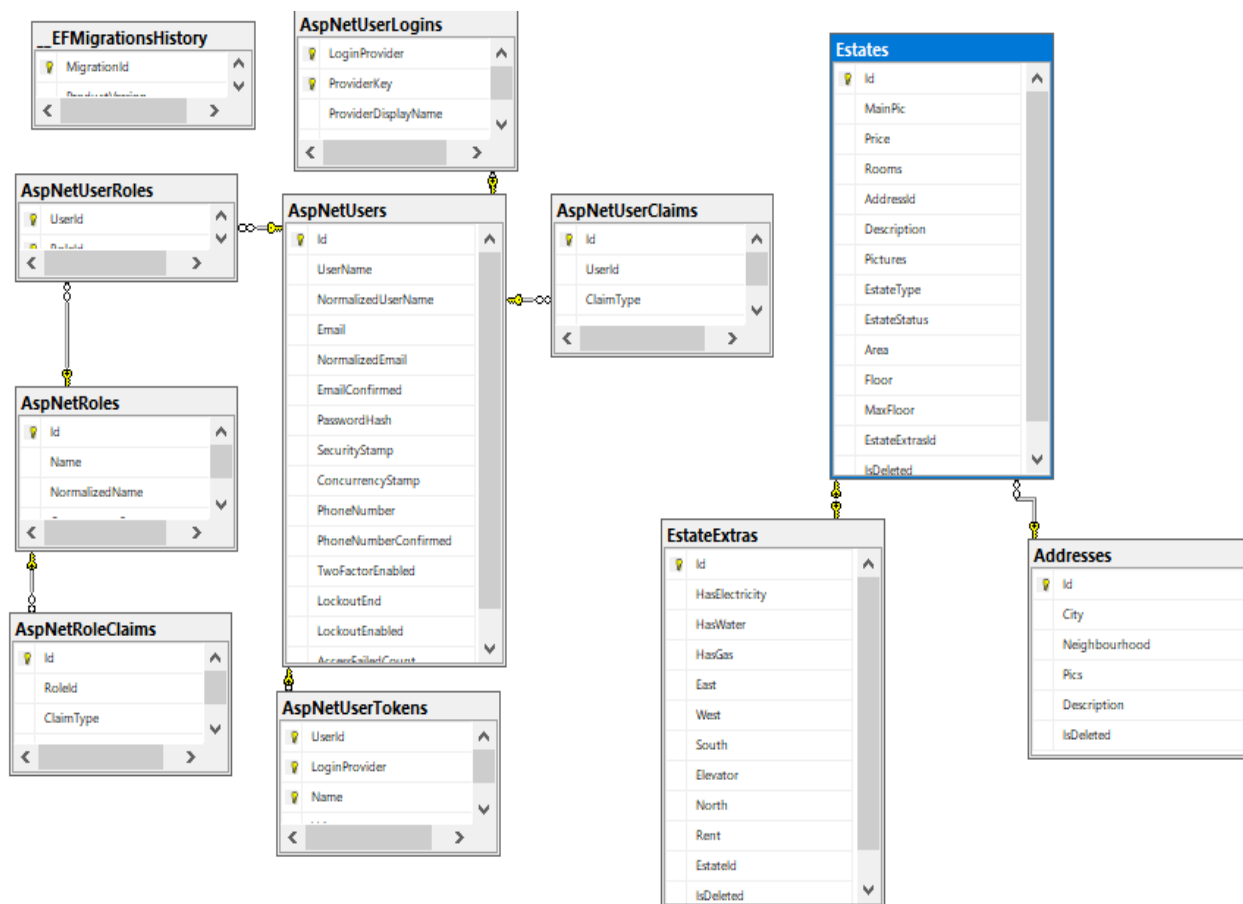 __EFMigrationsHistory
MigrationId
AspNetUserLogins
LoginProvider
ProviderKey
ProviderDisplayName
Estates
Id
MainPic
Price
Rooms
AddressId
Description
Pictures
EstateType
EstateStatus
Area
Floor
MaxFloor
EstateExtrasId
IsDeleted
AspNetUserRoles
UserId
AspNetUsers
Id
UserName
NormalizedUserName
Email
NormalizedEmail
EmailConfirmed
PasswordHash
SecurityStamp
ConcurrencyStamp
PhoneNumber
PhoneNumberConfirmed
TwoFactorEnabled
LockoutEnd
LockoutEnabled
AccessFailedCount
AspNetUserClaims
Id
UserId
ClaimType
AspNetRoles
Id
Name
NormalizedName
AspNetRoleClaims
Id
RoleId
ClaimType
AspNetUserTokens
UserId
LoginProvider
Name
EstateExtras
Id
HasElectricity
HasWater
HasGas
East
West
South
Elevator
North
Rent
EstateId
IsDeleted
Addresses
Id
City
Neighbourhood
Pics
Description
IsDeleted